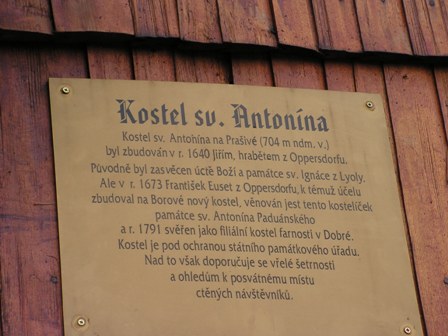 Kostel sv. Antonína
Kostel sv. Antonína na Prašivé (704 m ndm. v.)
byl zbudován v r. 1640 Jiřím, hrabětem z Oppersdorfu.
Původně byl zasvěcen úctě Boží a památce sv. Ignáce z Lyoly.
Ale v r. 1673 František Euset z Oppersdorfu, k témuž účelu
zbudoval na Borové nový kostel, věnován jest tento kostelíček
památce sv. Antonína Paduánského
a r. 1791 svěřen jako filiální kostel farnosti v Dobré.
Kostel je pod ochranou státního památkového úřadu.
Nad to však doporučuje se vřelé šetrnosti
a ohledům k posvátnému místu
ctěných návštěvníků.